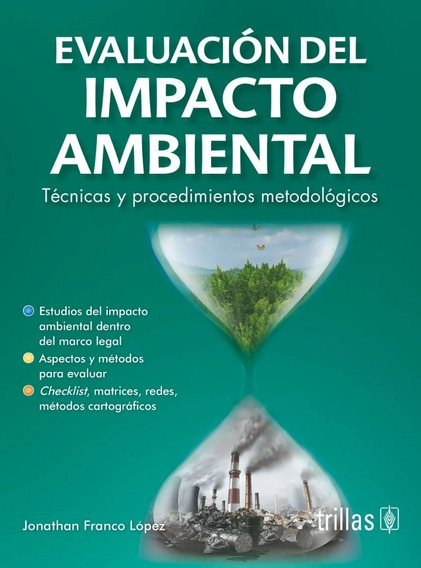 EVALUACIÓN DEL
IMPACTO
AMBIENTAL
Técnicas y procedimientos metodológicos
Estudios del impacto
ambiental dentro
del marco legal
Aspectos y métodos
para evaluar
Checklist, matrices, redes,
métodos cartográficos
Jonathan Franco López
trillas